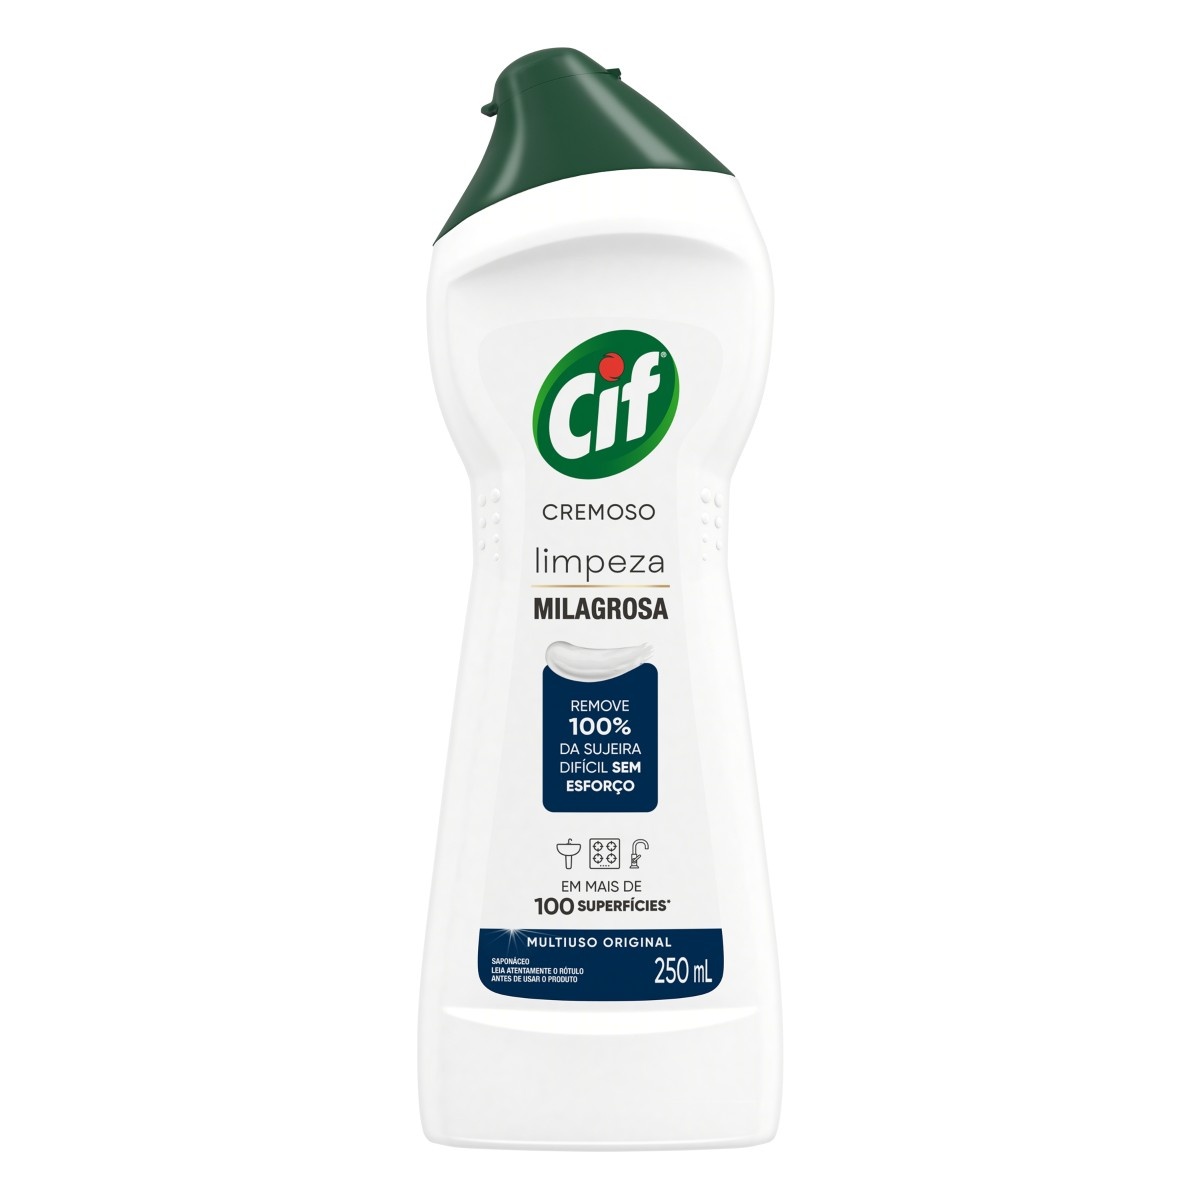 Cif®
CREMOSO
limpeza
MILAGROSA
REMOVE
100%
DA SUJEIRA
DIFÍCIL SEM
ESFORÇO
EM MAIS DE
100 SUPERFÍCIES*
MULTIUSO ORIGINAL
SAPONÁCEO
LEIA ATENTAMENTE O RÓTULO
ANTES DE USAR O PRODUTO
250 mL